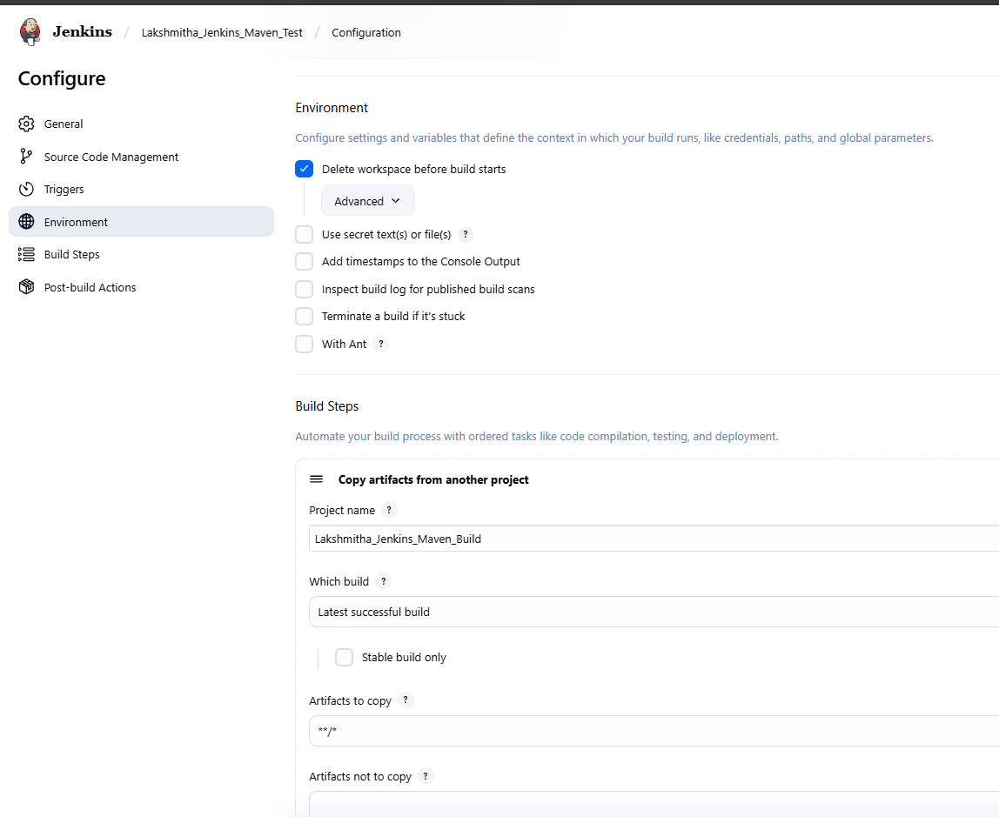 Jenkins / Lakshmitha_Jenkins_Maven_Test / Configuration
Configure
General
Source Code Management
Triggers
Environment
Build Steps
Post-build Actions
Environment
Configure settings and variables that define the context in which your build runs, like credentials, paths, and global parameters.
Delete workspace before build starts
Advanced
Use secret text(s) or file(s) ?
Add timestamps to the Console Output
Inspect build log for published build scans
Terminate a build if it's stuck
With Ant ?
Build Steps
Automate your build process with ordered tasks like code compilation, testing, and deployment.
Copy artifacts from another project
Project name ?
Lakshmitha_Jenkins_Maven_Build
Which build ?
Latest successful build
Stable build only
Artifacts to copy ?
**/*
Artifacts not to copy ?